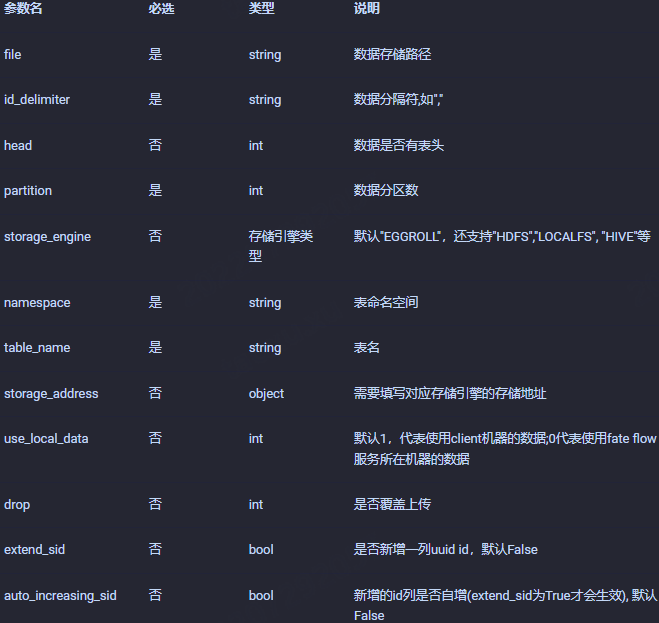 参数名 必选 类型 说明
file 是 string 数据存储路径
id_delimiter 是 string 数据分隔符,如","
head 否 int 数据是否有表头
partition 是 int 数据分区数
storage_engine 否 存储引擎类 默认"EGGROLL"，还支持"HDFS","LOCALFS", "HIVE"等
型
namespace 是 string 表命名空间
table_name 是 string 表名
storage_address 否 object 需要填写对应存储引擎的存储地址
use_local_data 否 int 默认1，代表使用client机器的数据;0代表使用fate flow
服务所在机器的数据
drop 否 int 是否覆盖上传
extend_sid 否 bool 是否新增一列uuid id，默认False
auto_increasing_sid 否 bool 新增的id列是否自增(extend_sid为True才会生效), 默认
False